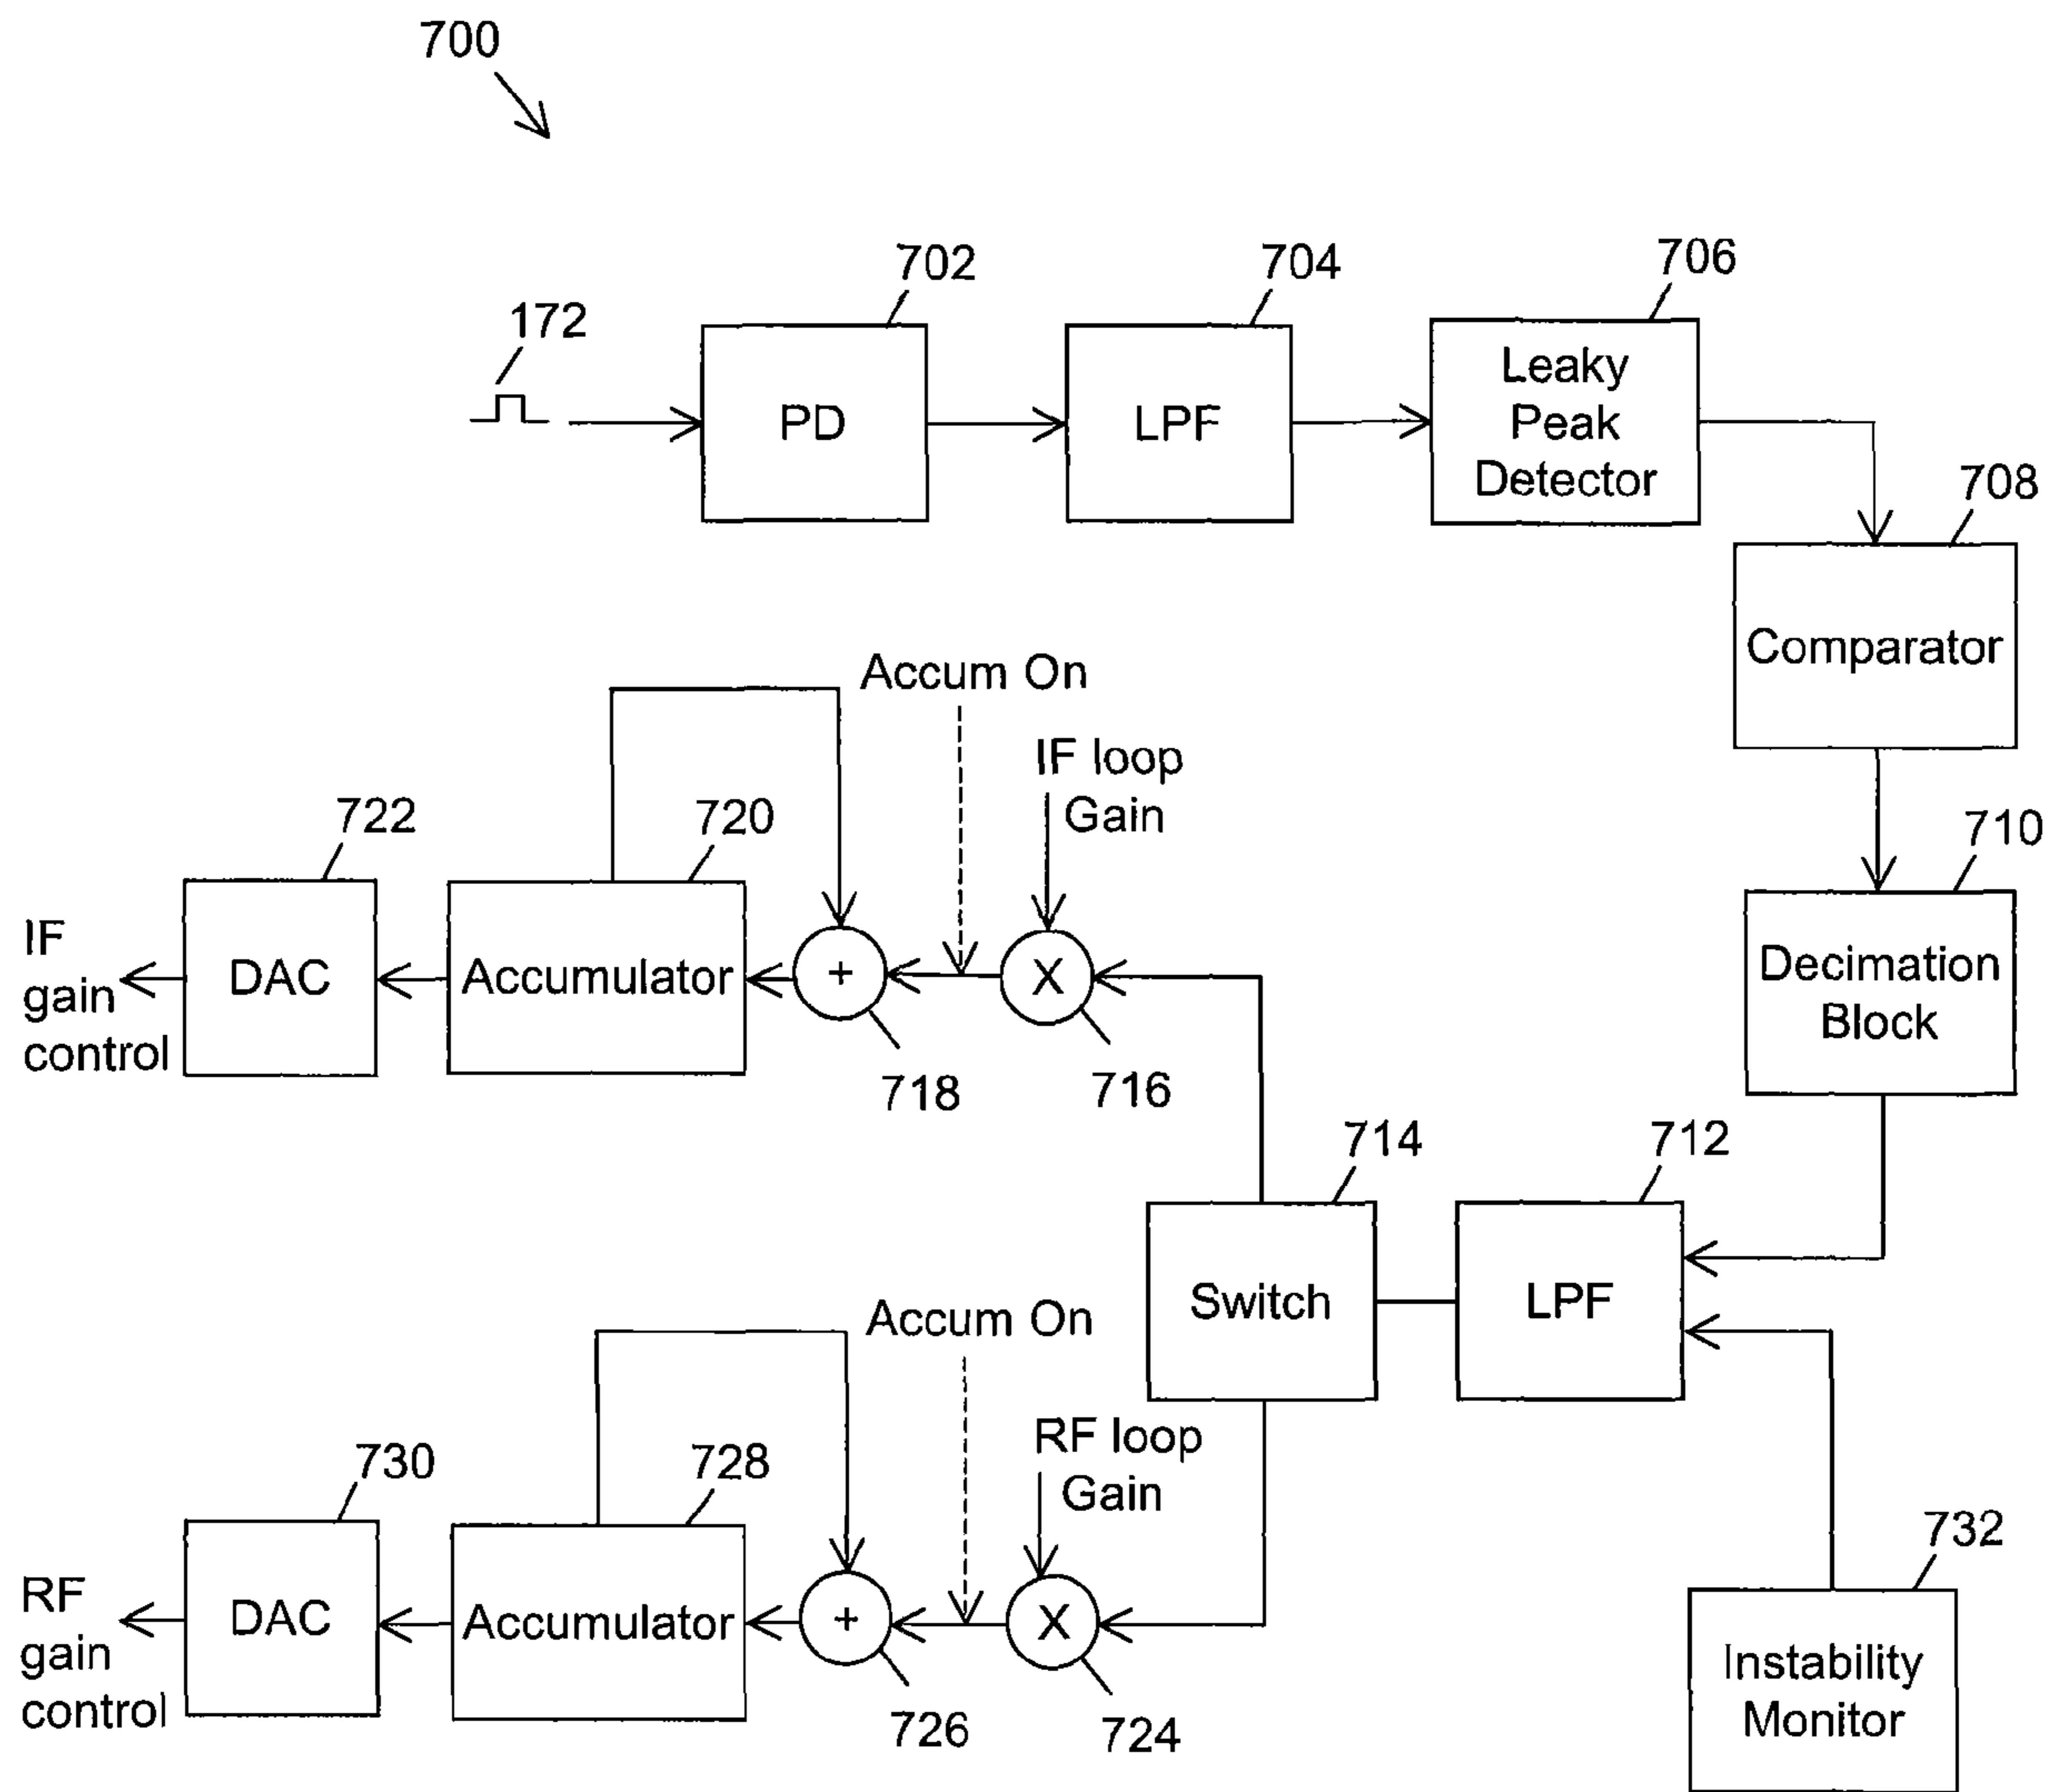 700
702
704
706
172
PD
LPF
Leaky
Peak
Detector
708
Comparator
Accum On
IF loop
Gain
722
720
710
IF
gain
control
DAC
Accumulator
+
X
Decimation
Block
718
716
714
712
Switch
LPF
Accum On
RF loop
Gain
730
728
732
RF
gain
control
DAC
Accumulator
+
X
Instability
Monitor
726
724